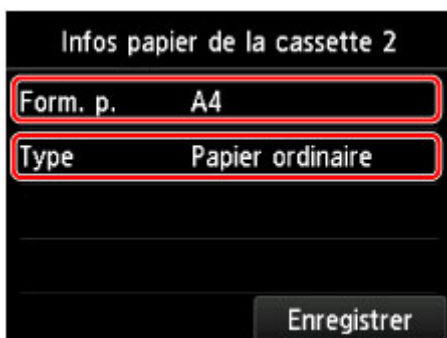 Infos papier de la cassette 2
Form. p. A4
Type Papier ordinaire
Enregistrer